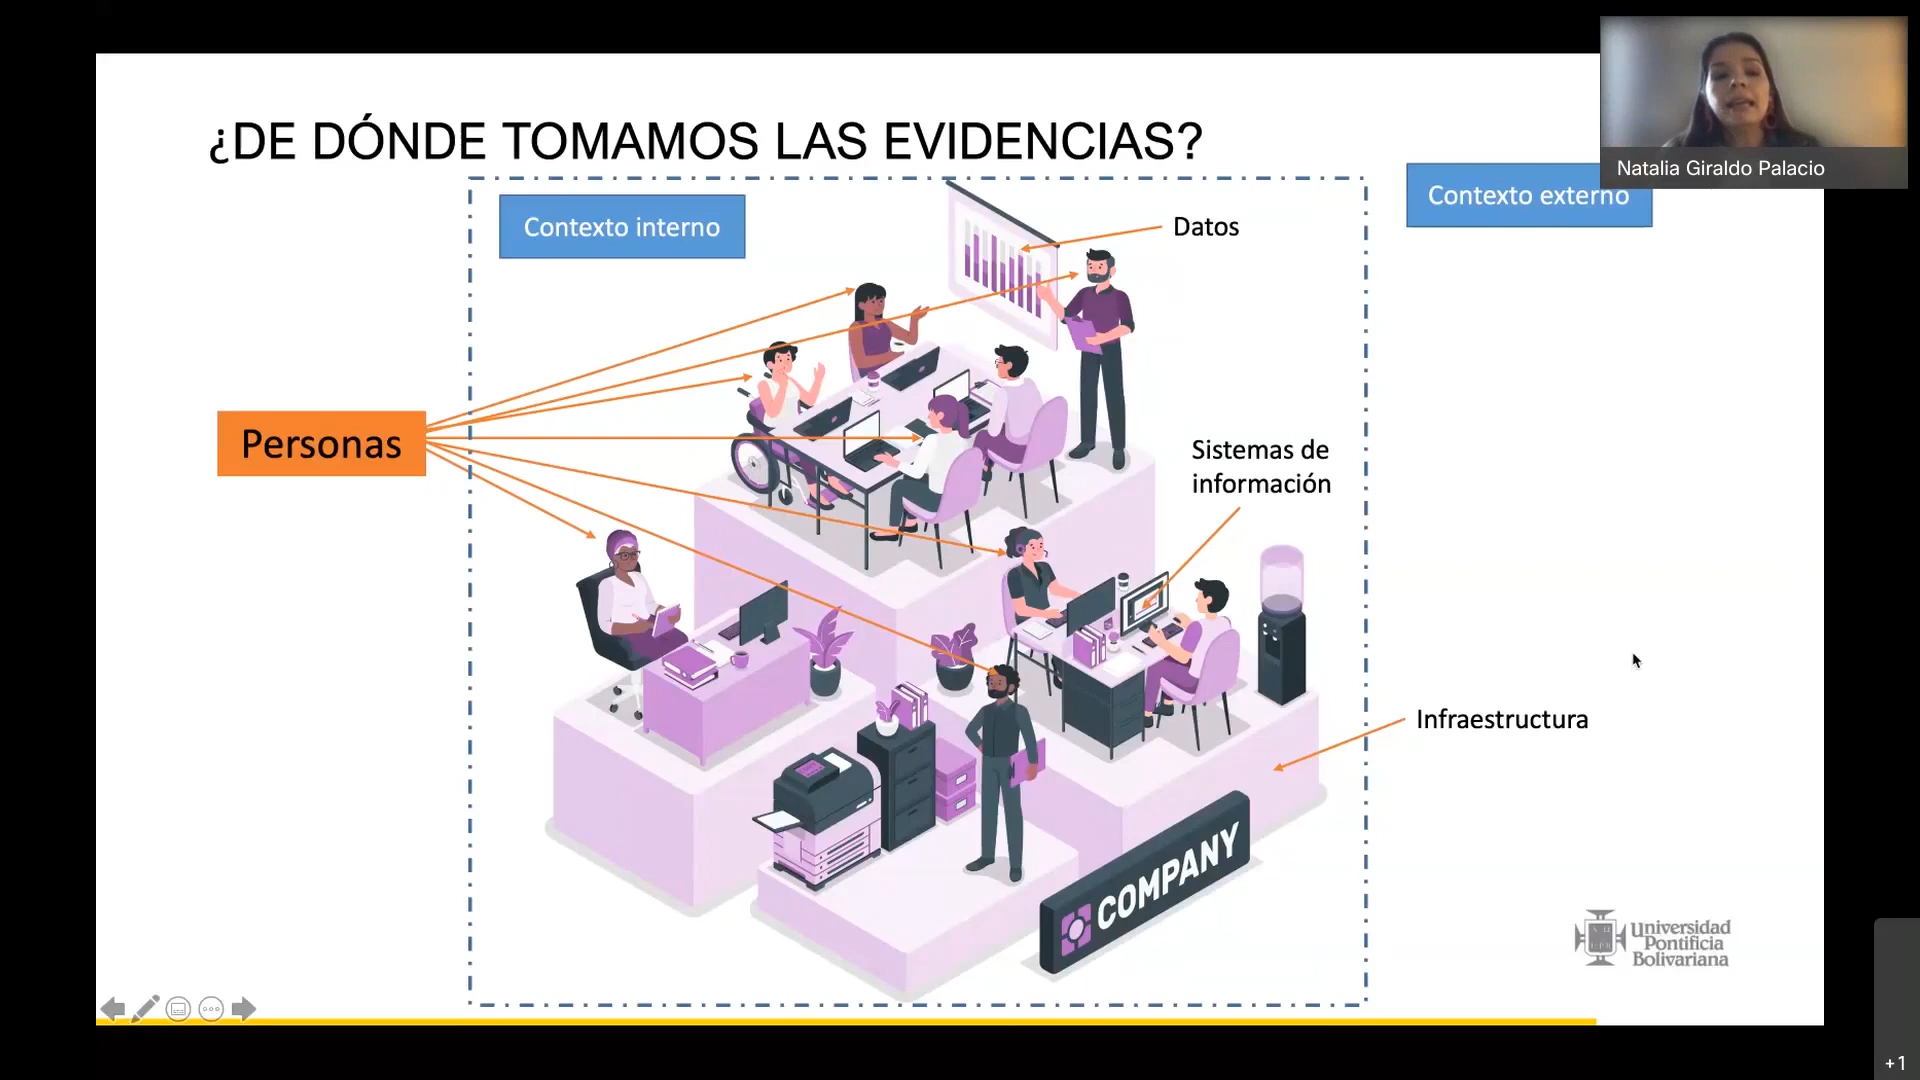 ¿DE DÓNDE TOMAMOS LAS EVIDENCIAS?
Natalia Giraldo Palacio
Contexto interno
Contexto externo
Datos
Personas
Sistemas de
información
Infraestructura
COMPANY
Universidad
Pontificia
Bolivariana
+1